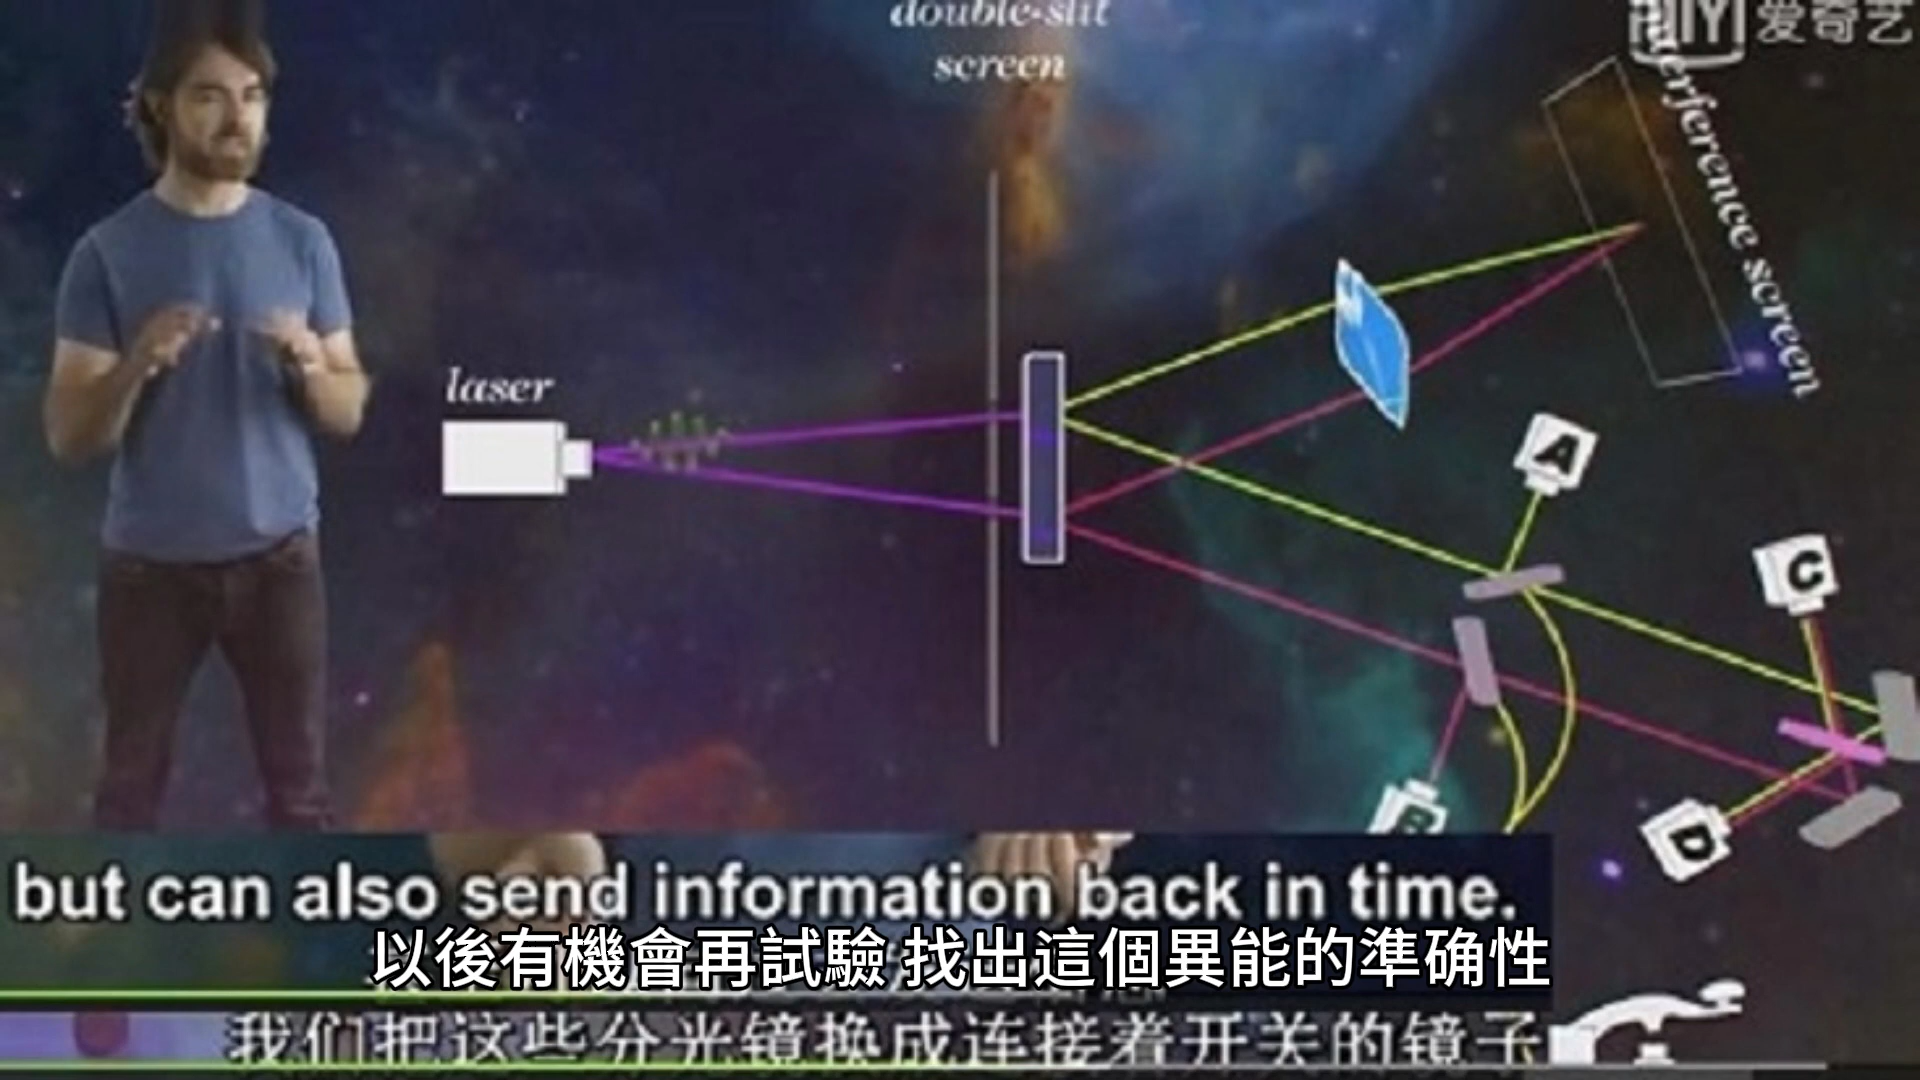 double-slit
screen
爱奇艺
interference screen
laser
A
C
B
D
but can also send information back in time.
以後有機會再試驗 找出這個異能的準确性
我们把这些分光镜换成连接着开关的镜子